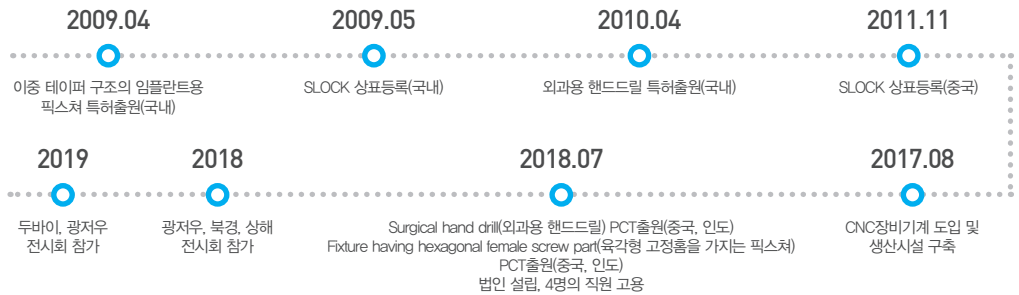 2009.04
2009.05
2010.04
2011.11
이중 테이퍼 구조의 임플란트용
픽스쳐 특허출원(국내)
SLOCK 상표등록(국내)
외과용 핸드드릴 특허출원(국내)
SLOCK 상표등록(중국)
2017.08
CNC장비기계 도입 및
생산시설 구축
2018.07
Surgical hand drill(외과용 핸드드릴) PCT출원(중국, 인도)
Fixture having hexagonal female screw part(육각형 고정홈을 가지는 픽스쳐)
PCT출원(중국, 인도)
법인 설립, 4명의 직원 고용
2018
광저우, 북경, 상해
전시회 참가
2019
두바이, 광저우
전시회 참가